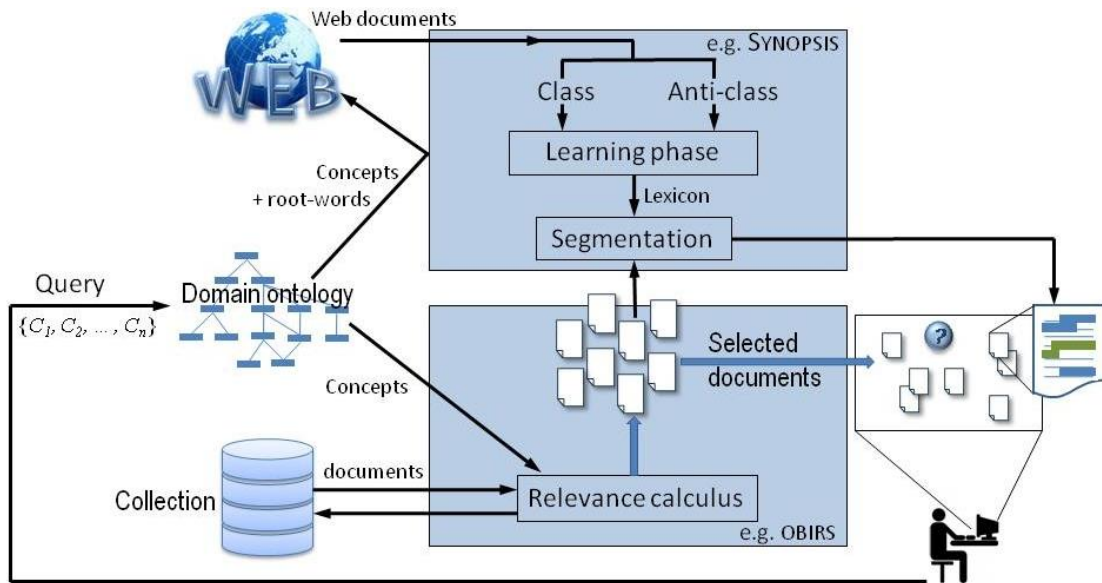 Web documents
e.g. SYNOPSIS
WEB
Class
Anti-class
Learning phase
Concepts
+ root-words
Lexicon
Segmentation
Query
Domain ontology
{C1, C2, ..., Cn}
?
Selected
documents
Concepts
documents
Collection
Relevance calculus
e.g. OBIRS